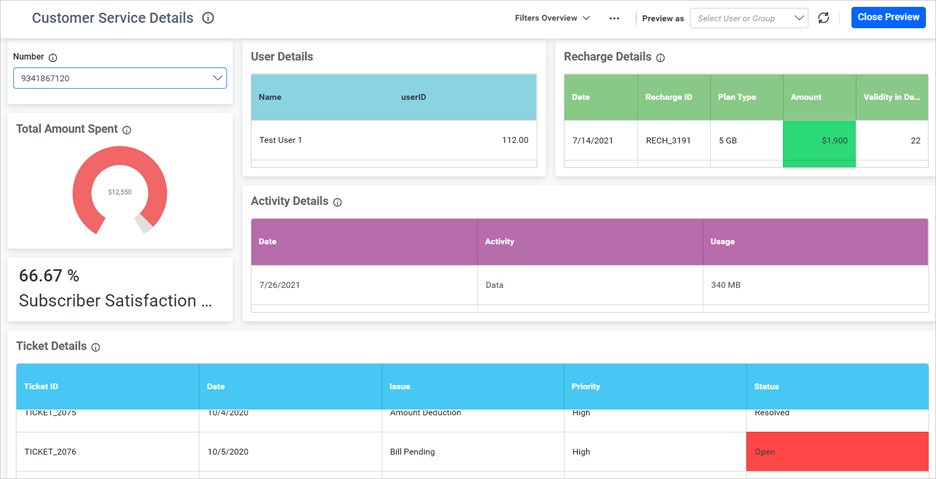 Customer Service Details
Filters Overview
Preview as
Select User or Group
Close Preview
Number
9341867120
Total Amount Spent
$12,550
66.67 %
Subscriber Satisfaction ...
User Details
Name userID
Test User 1 112.00
Recharge Details
Date Recharge ID Plan Type Amount Validity in Da...
7/14/2021 RECH_3191 5 GB $1,900 22
Activity Details
Date Activity Usage
7/26/2021 Data 340 MB
Ticket Details
Ticket ID Date Issue Priority Status
TICKET_2075 10/4/2020 Amount Deduction High Resolved
TICKET_2076 10/5/2020 Bill Pending High Open